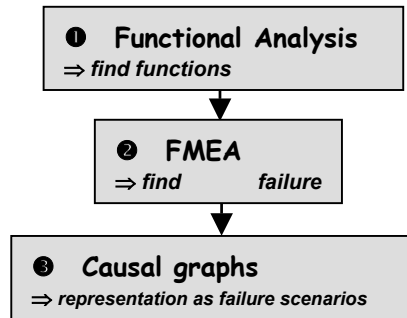 ❶ Functional Analysis
⇒ find functions
❷ FMEA
⇒ find failure
❸ Causal graphs
⇒ representation as failure scenarios